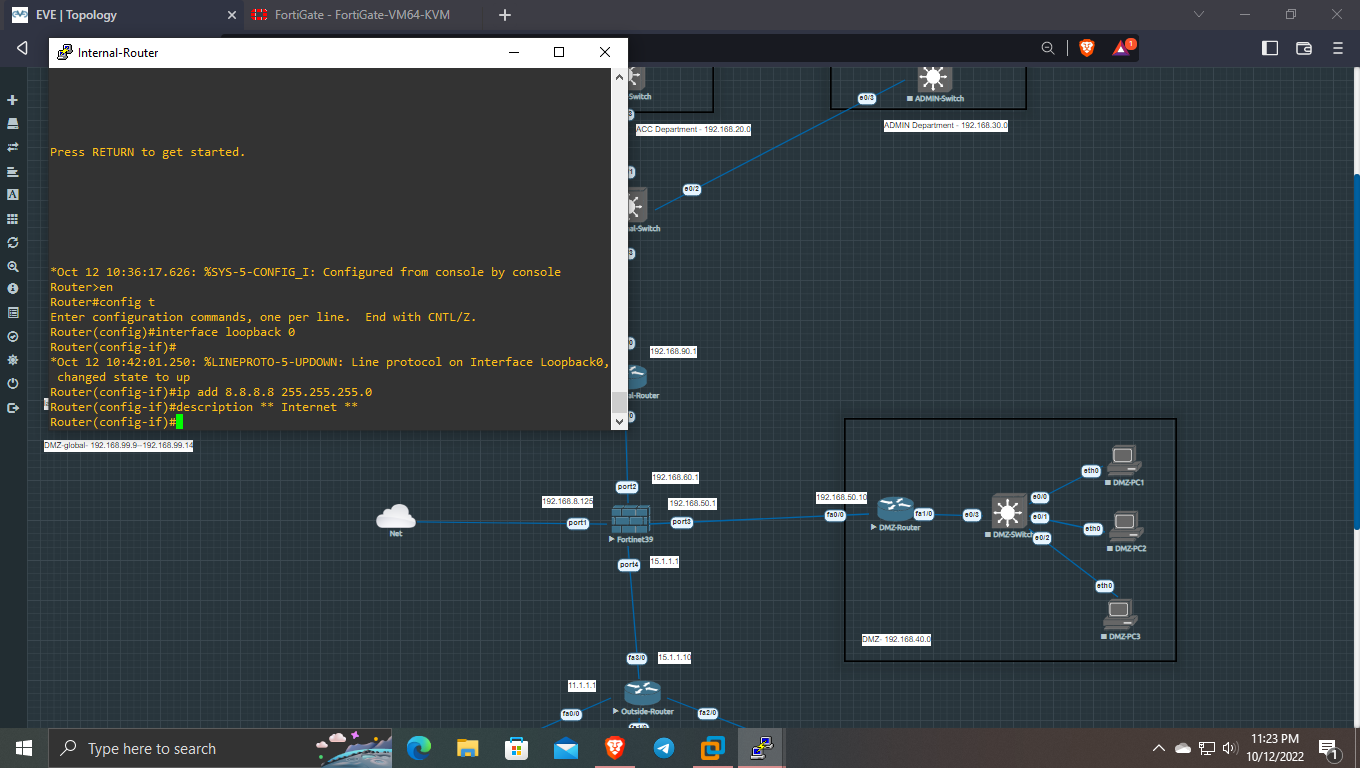 EVE | Topology
FortiGate - FortiGate-VM64-KVM
1
Internal-Router
Press RETURN to get started.
*Oct 12 10:36:17.626: %SYS-5-CONFIG_I: Configured from console by console
Router>en
Router#config t
Enter configuration commands, one per line.  End with CNTL/Z.
Router(config)#interface loopback 0
Router(config-if)#
*Oct 12 10:42:01.250: %LINEPROTO-5-UPDOWN: Line protocol on Interface Loopback0,
changed state to up
Router(config-if)#ip add 8.8.8.8 255.255.255.0
Router(config-if)#description ** Internet **
Router(config-if)#
Switch
ACC Department - 192.168.20.0
e0/3
ADMIN-Switch
ADMIN Department - 192.168.30.0
e0/2
al-Switch
192.168.90.1
al-Router
DMZ-global- 192.168.99.9--192.168.99.14
192.168.60.1
port2
192.168.8.125
192.168.50.1
Net
port1
port3
Fortinet39
port4
15.1.1.1
192.168.50.10
fa0/0
DMZ-Router
fa1/0
e0/3
DMZ-SWitch
e0/0
e0/1
e0/2
eth0
DMZ-PC1
eth0
DMZ-PC2
eth0
DMZ-PC3
DMZ- 192.168.40.0
fa3/0
15.1.1.10
11.1.1.1
fa0/0
Outside-Router
fa2/0
fa1/0
Type here to search
11:23 PM
10/12/2022
1